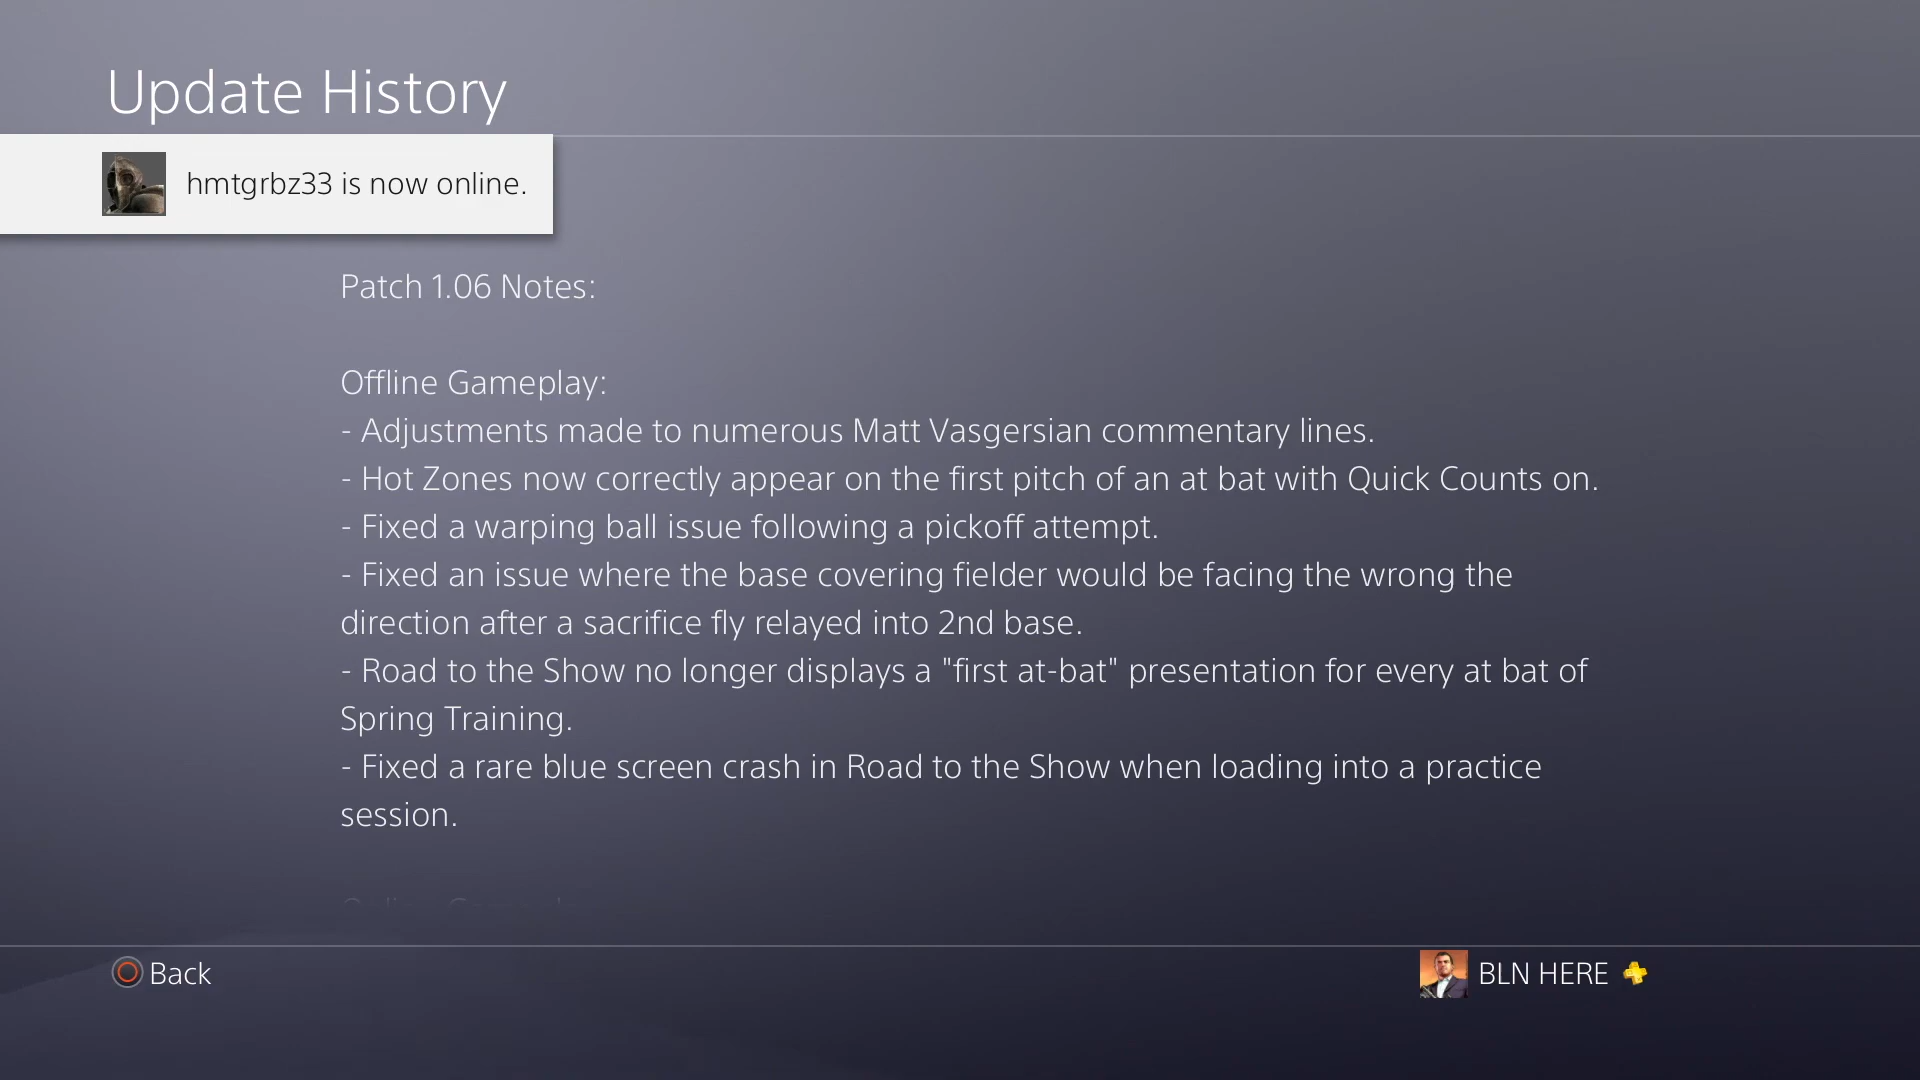 Update History
hmtgrbz33 is now online.
Patch 1.06 Notes:
Offline Gameplay:
- Adjustments made to numerous Matt Vasgersian commentary lines.
- Hot Zones now correctly appear on the first pitch of an at bat with Quick Counts on.
- Fixed a warping ball issue following a pickoff attempt.
- Fixed an issue where the base covering fielder would be facing the wrong the
direction after a sacrifice fly relayed into 2nd base.
- Road to the Show no longer displays a "first at-bat" presentation for every at bat of
Spring Training.
- Fixed a rare blue screen crash in Road to the Show when loading into a practice
session.
Back
BLN HERE